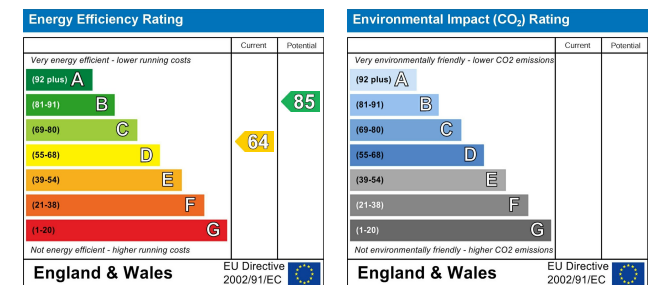 Energy Efficiency Rating
Current Potential
Very energy efficient - lower running costs
(92 plus) A
(81-91) B
(69-80) C
(55-68) D
(39-54) E
(21-38) F
(1-20) G
64
85
Not energy efficient - higher running costs
England & Wales
EU Directive
2002/91/EC
Environmental Impact (CO₂) Rating
Current Potential
Very environmentally friendly - lower CO2 emissions
(92 plus) A
(81-91) B
(69-80) C
(55-68) D
(39-54) E
(21-38) F
(1-20) G
Not environmentally friendly - higher CO2 emissions
England & Wales
EU Directive
2002/91/EC